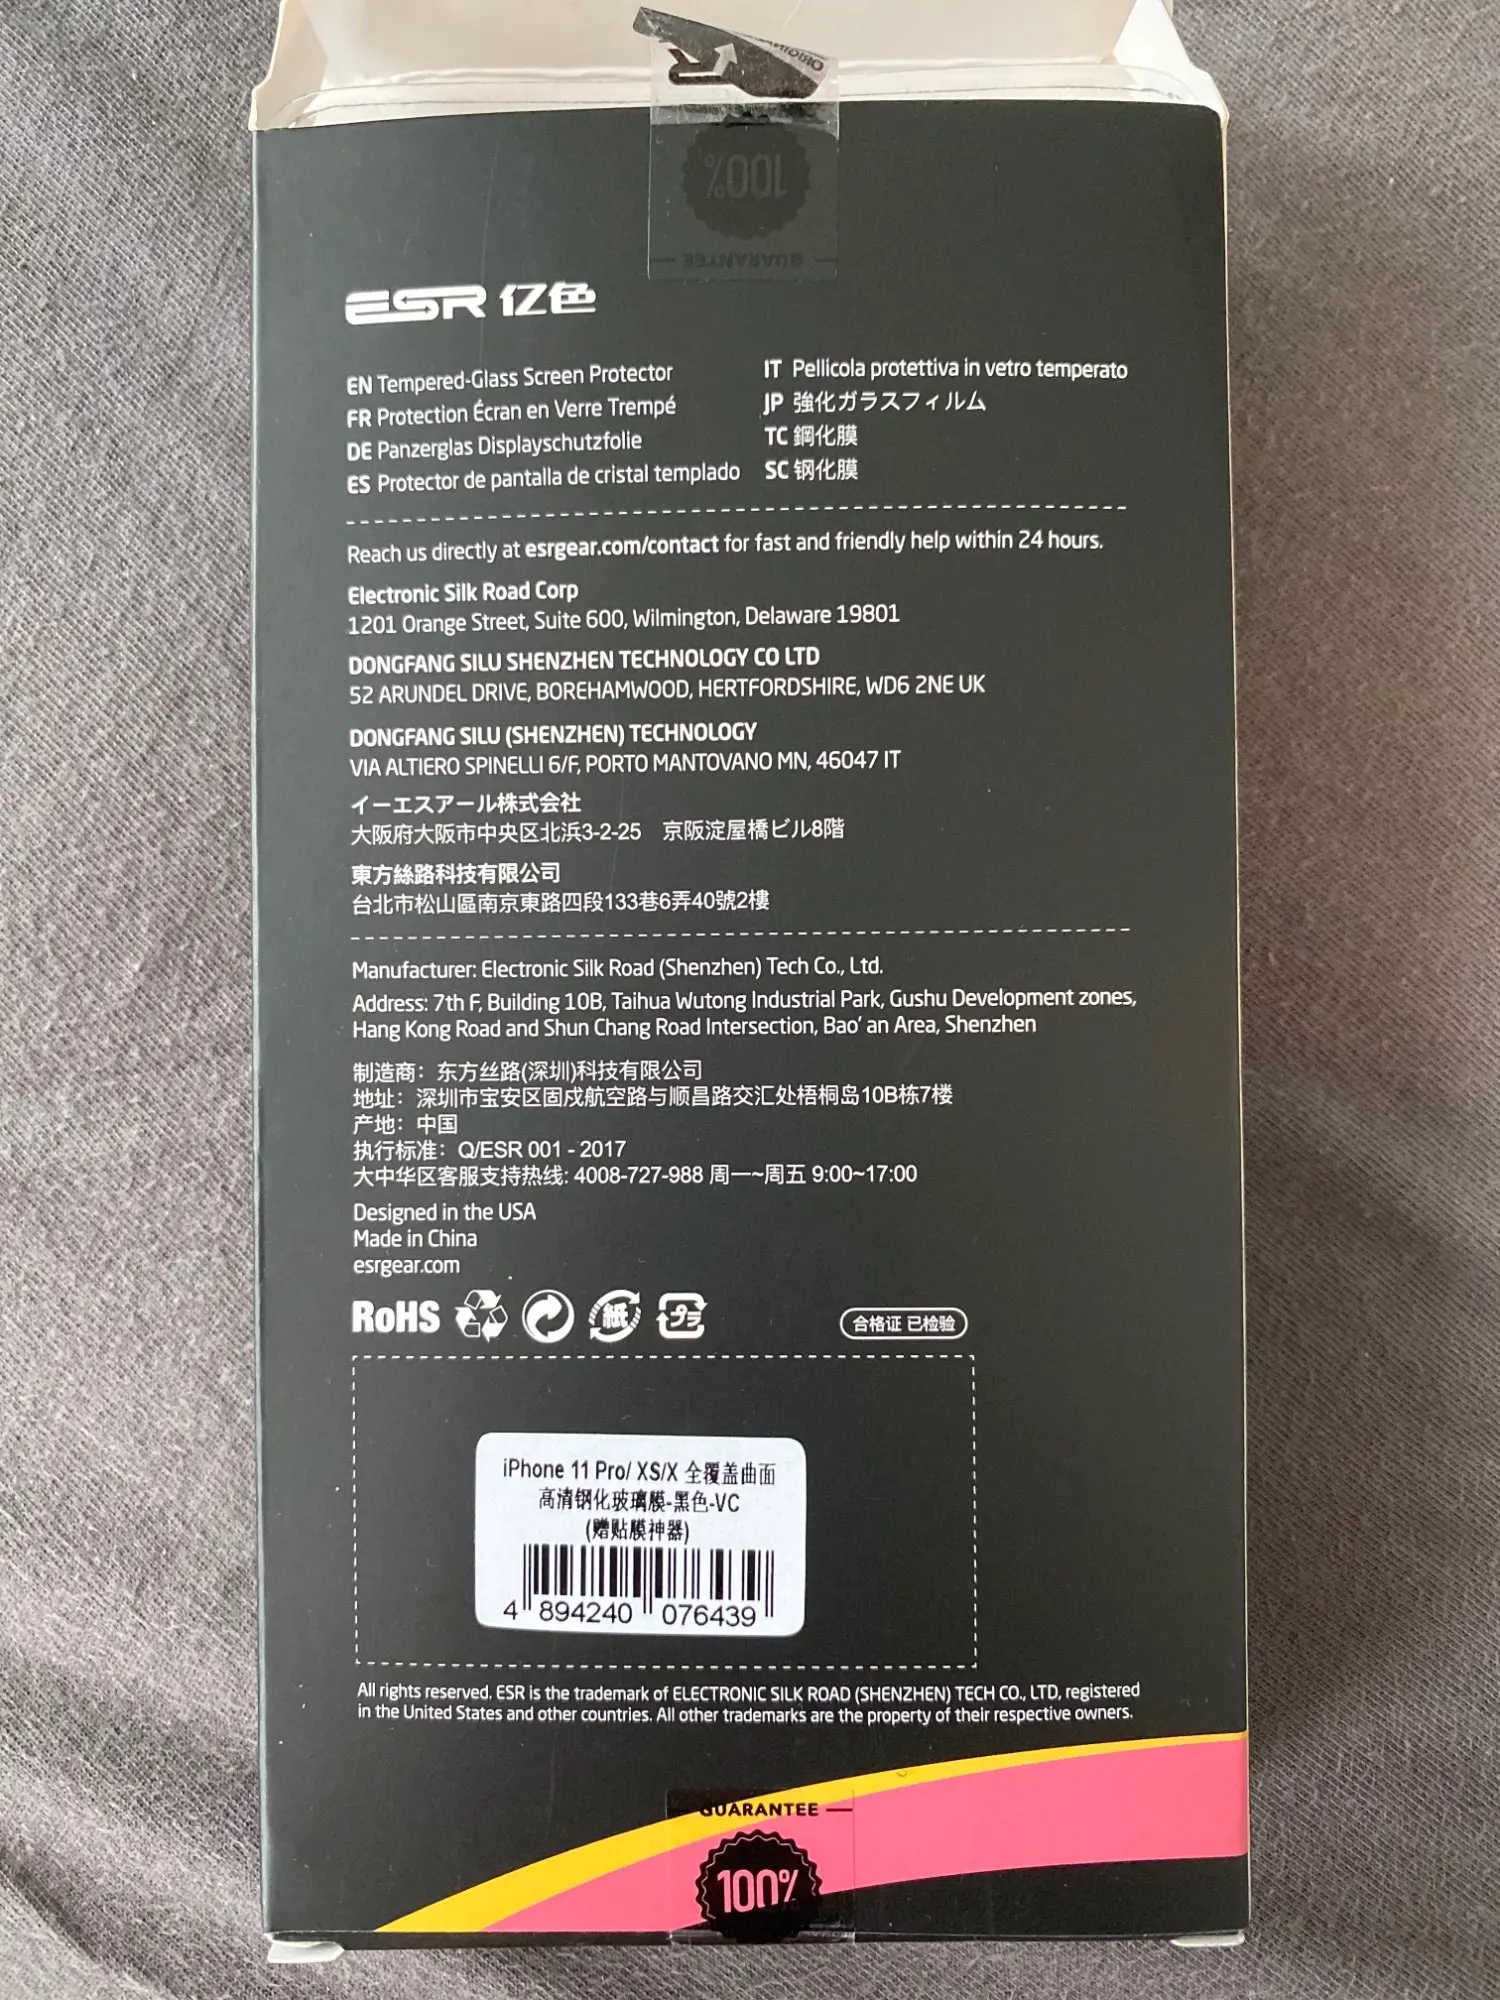 ORIGINAL
100%
GUARANTEE
ESR 亿色
EN Tempered-Glass Screen Protector
FR Protection Écran en Verre Trempé
DE Panzerglas Displayschutzfolie
ES Protector de pantalla de cristal templado
IT Pellicola protettiva in vetro temperato
JP 強化ガラスフィルム
TC 鋼化膜
SC 钢化膜
Reach us directly at esrgear.com/contact for fast and friendly help within 24 hours.
Electronic Silk Road Corp
1201 Orange Street, Suite 600, Wilmington, Delaware 19801
DONGFANG SILU SHENZHEN TECHNOLOGY CO LTD
52 ARUNDEL DRIVE, BOREHAMWOOD, HERTFORDSHIRE, WD6 2NE UK
DONGFANG SILU (SHENZHEN) TECHNOLOGY
VIA ALTIERO SPINELLI 6/F, PORTO MANTOVANO MN, 46047 IT
イーエスアール株式会社
大阪府大阪市中央区北浜3-2-25　京阪淀屋橋ビル8階
東方絲路科技有限公司
台北市松山區南京東路四段133巷6弄40號2樓
Manufacturer: Electronic Silk Road (Shenzhen) Tech Co., Ltd.
Address: 7th F, Building 10B, Taihua Wutong Industrial Park, Gushu Development zones,
Hang Kong Road and Shun Chang Road Intersection, Bao' an Area, Shenzhen
制造商：东方丝路(深圳)科技有限公司
地址：深圳市宝安区固戍航空路与顺昌路交汇处梧桐岛10B栋7楼
产地：中国
执行标准：Q/ESR 001 - 2017
大中华区客服支持热线: 4008-727-988 周一~周五 9:00~17:00
Designed in the USA
Made in China
esrgear.com
RoHS 紙 プラ 合格证 已检验
iPhone 11 Pro/ XS/X 全覆盖曲面
高清钢化玻璃膜-黑色-VC
(赠贴膜神器)
4 894240 076439
All rights reserved. ESR is the trademark of ELECTRONIC SILK ROAD (SHENZHEN) TECH CO., LTD, registered
in the United States and other countries. All other trademarks are the property of their respective owners.
GUARANTEE
100%